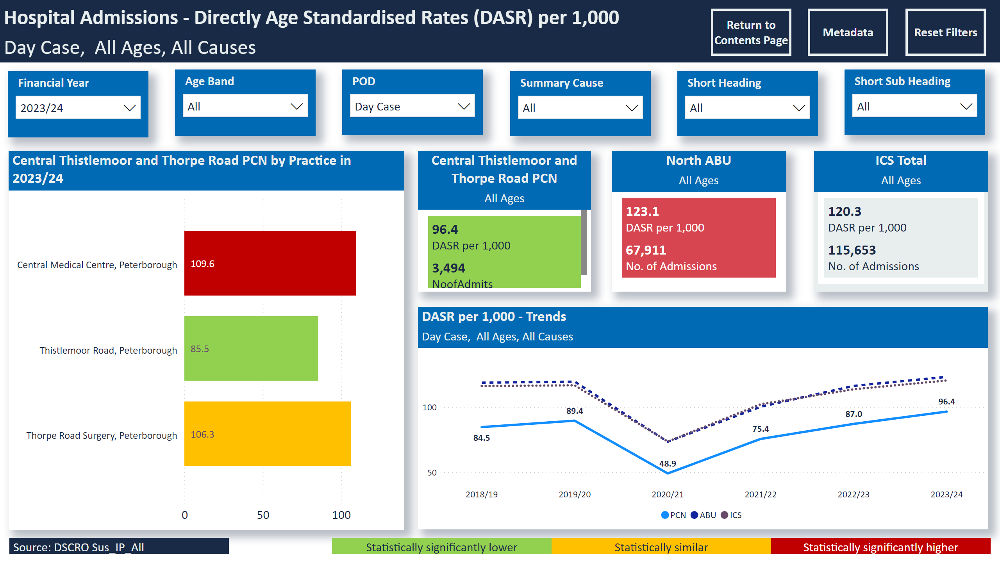 Hospital Admissions - Directly Age Standardised Rates (DASR) per 1,000
Day Case,  All Ages, All Causes
Return to
Contents Page
Metadata
Reset Filters
Financial Year
2023/24
Age Band
All
POD
Day Case
Summary Cause
All
Short Heading
All
Short Sub Heading
All
Central Thistlemoor and Thorpe Road PCN by Practice in
2023/24
Central Medical Centre, Peterborough
109.6
Thistlemoor Road, Peterborough
85.5
Thorpe Road Surgery, Peterborough
106.3
0
50
100
Central Thistlemoor and
Thorpe Road PCN
All Ages
96.4
DASR per 1,000
3,494
NoofAdmits
North ABU
All Ages
123.1
DASR per 1,000
67,911
No. of Admissions
ICS Total
All Ages
120.3
DASR per 1,000
115,653
No. of Admissions
DASR per 1,000 - Trends
Day Case,  All Ages, All Causes
100
50
84.5
89.4
48.9
75.4
87.0
96.4
2018/19
2019/20
2020/21
2021/22
2022/23
2023/24
PCN
ABU
ICS
Source: DSCRO Sus_IP_All
Statistically significantly lower
Statistically similar
Statistically significantly higher